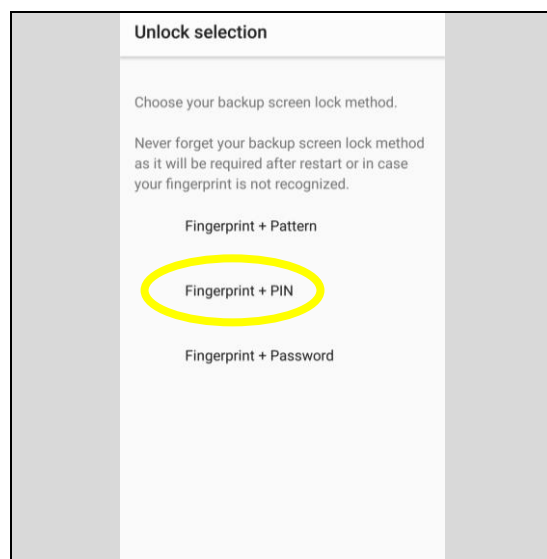 Unlock selection
Choose your backup screen lock method.
Never forget your backup screen lock method
as it will be required after restart or in case
your fingerprint is not recognized.
Fingerprint + Pattern
Fingerprint + PIN
Fingerprint + Password